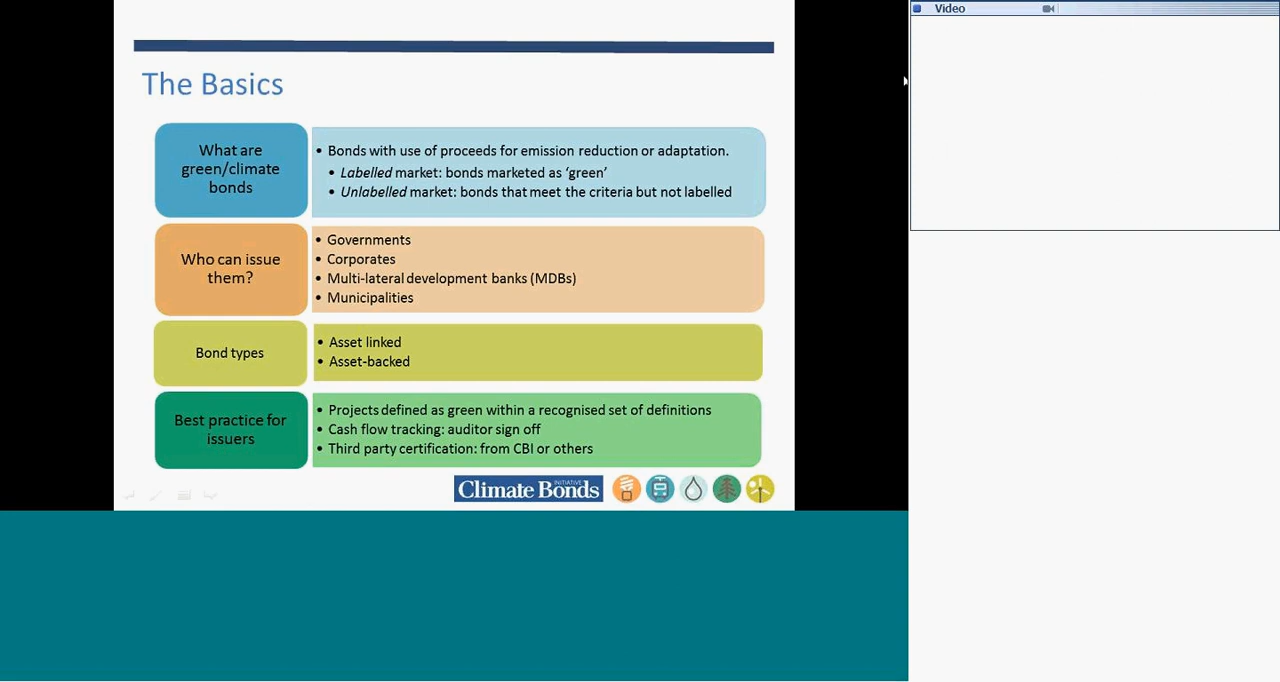 Video
The Basics
What are
green/climate
bonds
• Bonds with use of proceeds for emission reduction or adaptation.
• Labelled market: bonds marketed as ‘green’
• Unlabelled market: bonds that meet the criteria but not labelled
Who can issue
them?
• Governments
• Corporates
• Multi-lateral development banks (MDBs)
• Municipalities
Bond types
• Asset linked
• Asset-backed
Best practice for
issuers
• Projects defined as green within a recognised set of definitions
• Cash flow tracking: auditor sign off
• Third party certification: from CBI or others
Climate Bonds INITIATIVE